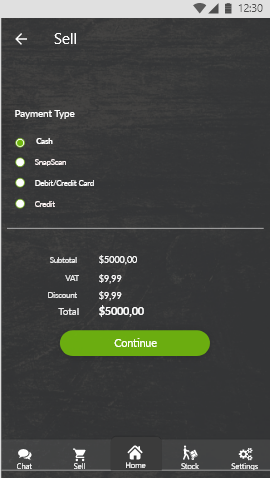 12:30
Sell
Payment Type
Cash
SnapScan
Debit/Credit Card
Credit
Subtotal $5000,00
VAT $9,99
Discount $9,99
Total $5000,00
Continue
Chat Sell Home Stock Settings